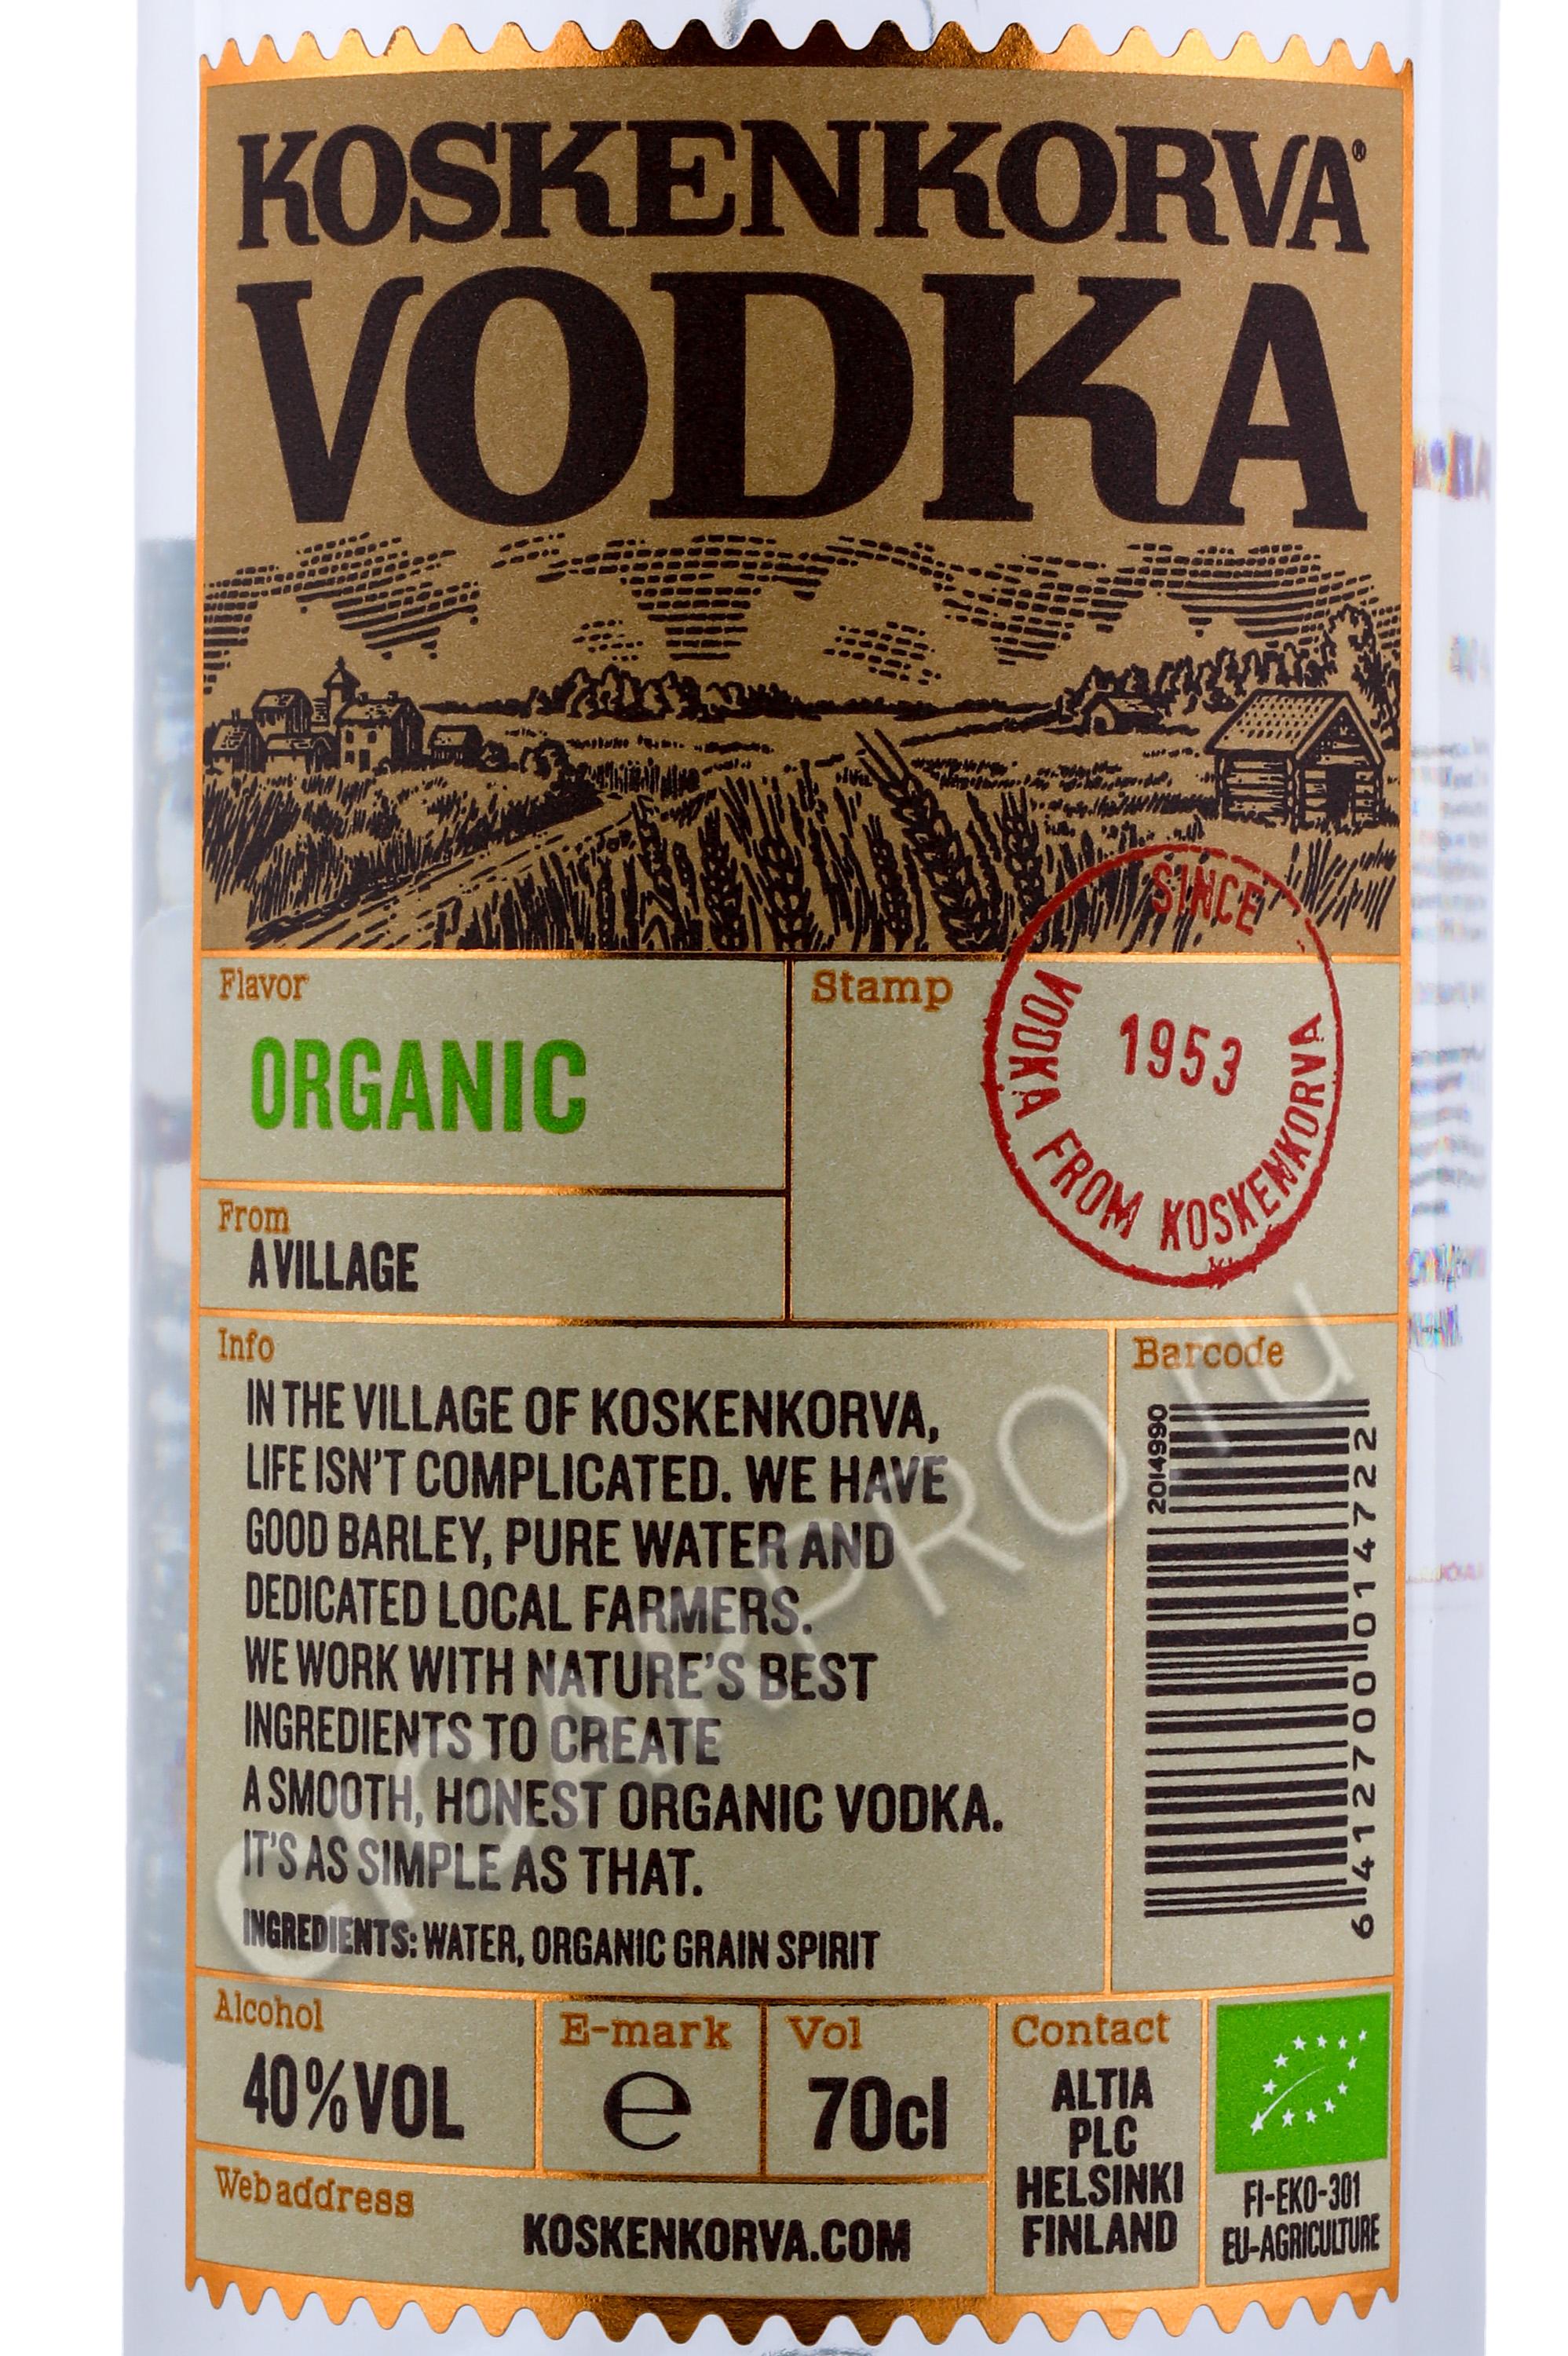 KOSKENKORVA®
VODKA
SINCE
1953
VODKA FROM KOSKENKORVA
Flavor
ORGANIC
Stamp
From
A VILLAGE
Info
IN THE VILLAGE OF KOSKENKORVA,
LIFE ISN'T COMPLICATED. WE HAVE
GOOD BARLEY, PURE WATER AND
DEDICATED LOCAL FARMERS.
WE WORK WITH NATURE'S BEST
INGREDIENTS TO CREATE
A SMOOTH, HONEST ORGANIC VODKA.
IT'S AS SIMPLE AS THAT.
INGREDIENTS: WATER, ORGANIC GRAIN SPIRIT
Barcode
2014990
6 412700 014722
Alcohol
40%VOL
E-mark
e
Vol
70cl
Contact
ALTIA
PLC
HELSINKI
FINLAND
FI-EKO-301
EU-AGRICULTURE
Webaddress
KOSKENKORVA.COM
CIGARPRO.ru